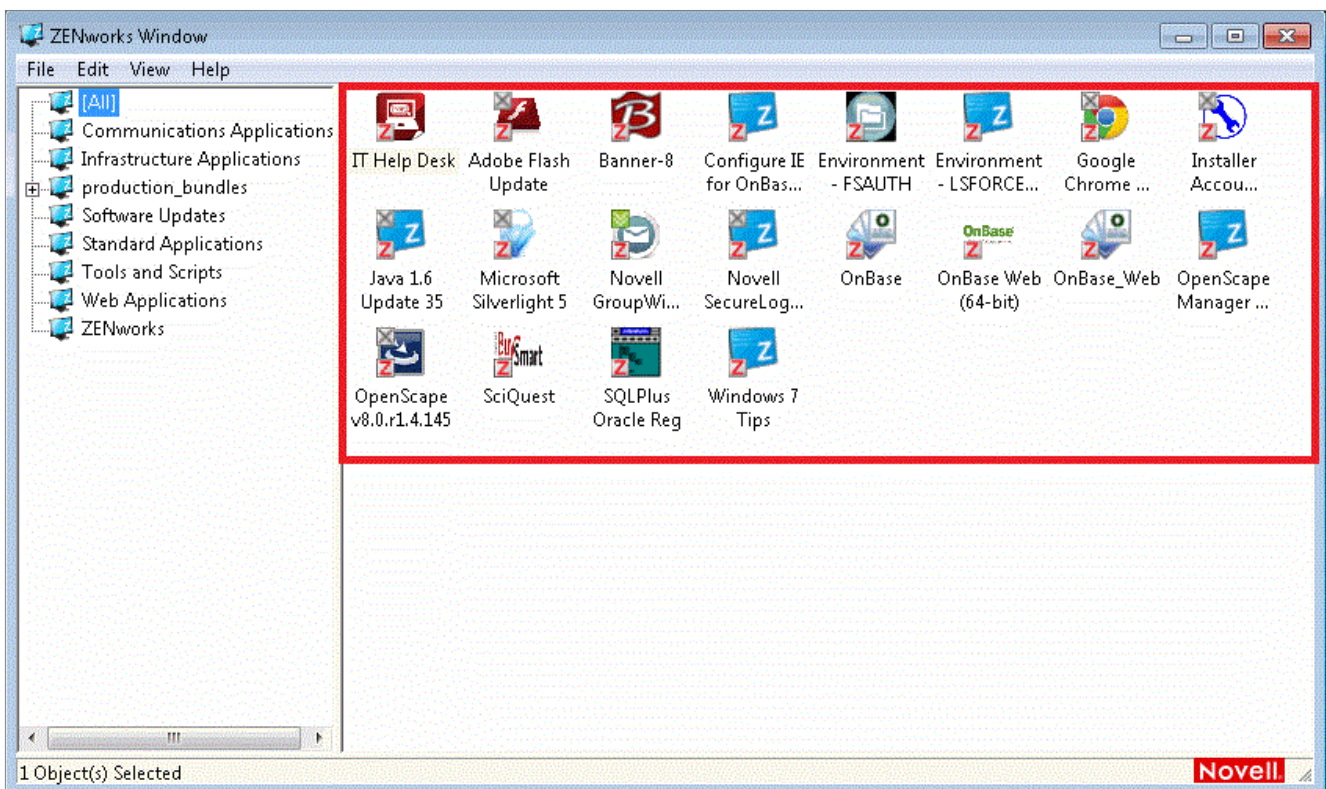 ZENworks Window
File Edit View Help
[All]
Communications Applications
Infrastructure Applications
production_bundles
Software Updates
Standard Applications
Tools and Scripts
Web Applications
ZENworks
IT Help Desk
Adobe Flash
Update
Banner-8
Configure IE
for OnBas...
Environment
- FSAUTH
Environment
- LSFORCE...
Google
Chrome ...
Installer
Accou...
Java 1.6
Update 35
Microsoft
Silverlight 5
Novell
GroupWi...
Novell
SecureLog...
OnBase
OnBase
OnBase Web
(64-bit)
OnBase_Web
OpenScape
Manager ...
OpenScape
v8.0.r1.4.145
BuySmart
SciQuest
SQLPlus
Oracle Reg
Windows 7
Tips
1 Object(s) Selected
Novell.